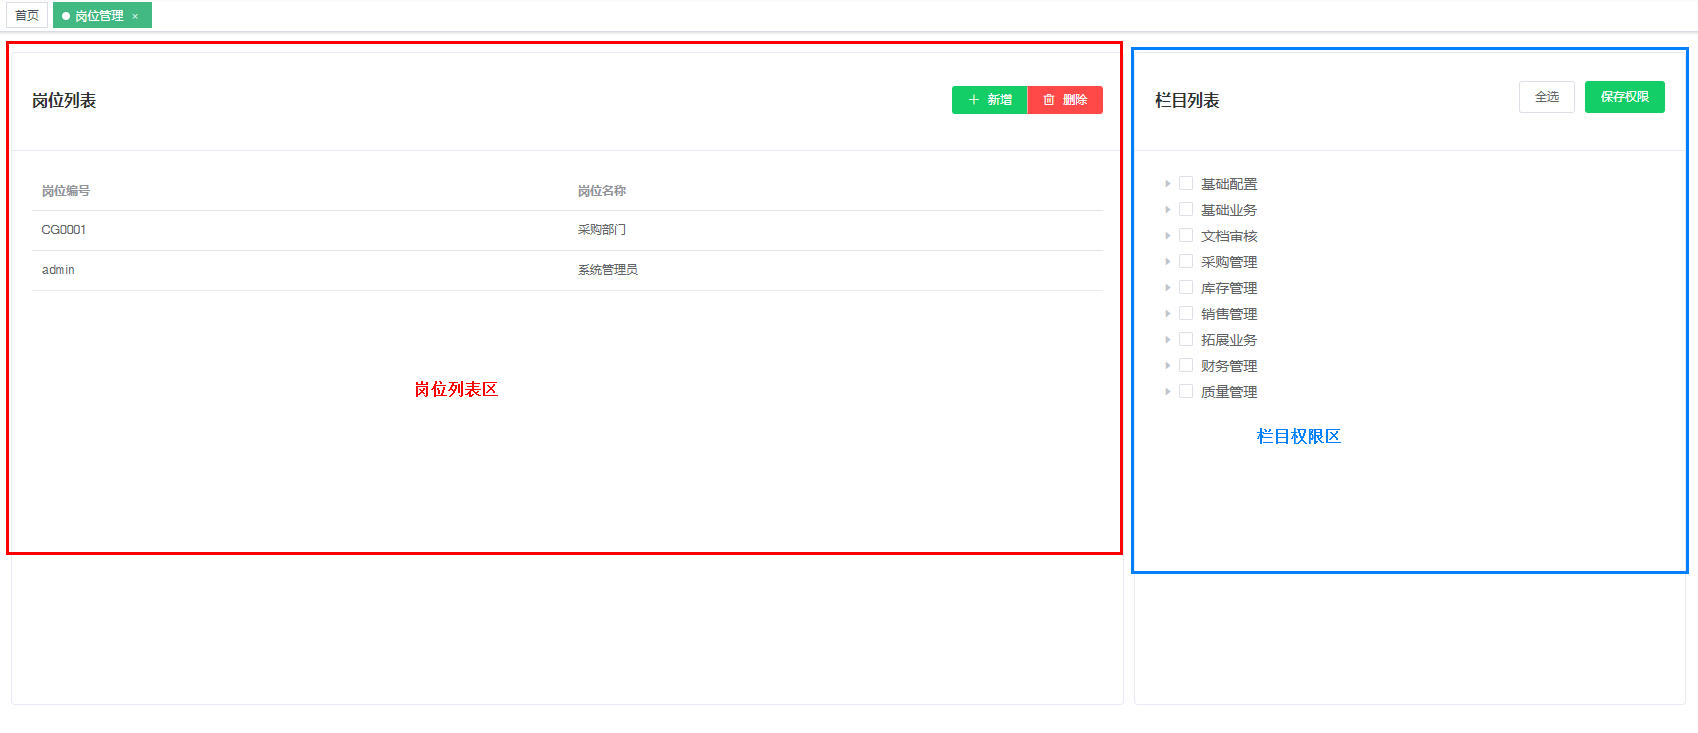 首页
岗位管理 ×
岗位列表
新增
删除
岗位编号 岗位名称
CG0001 采购部门
admin 系统管理员
岗位列表区
栏目列表
全选
保存权限
基础配置
基础业务
文档审核
采购管理
库存管理
销售管理
拓展业务
财务管理
质量管理
栏目权限区